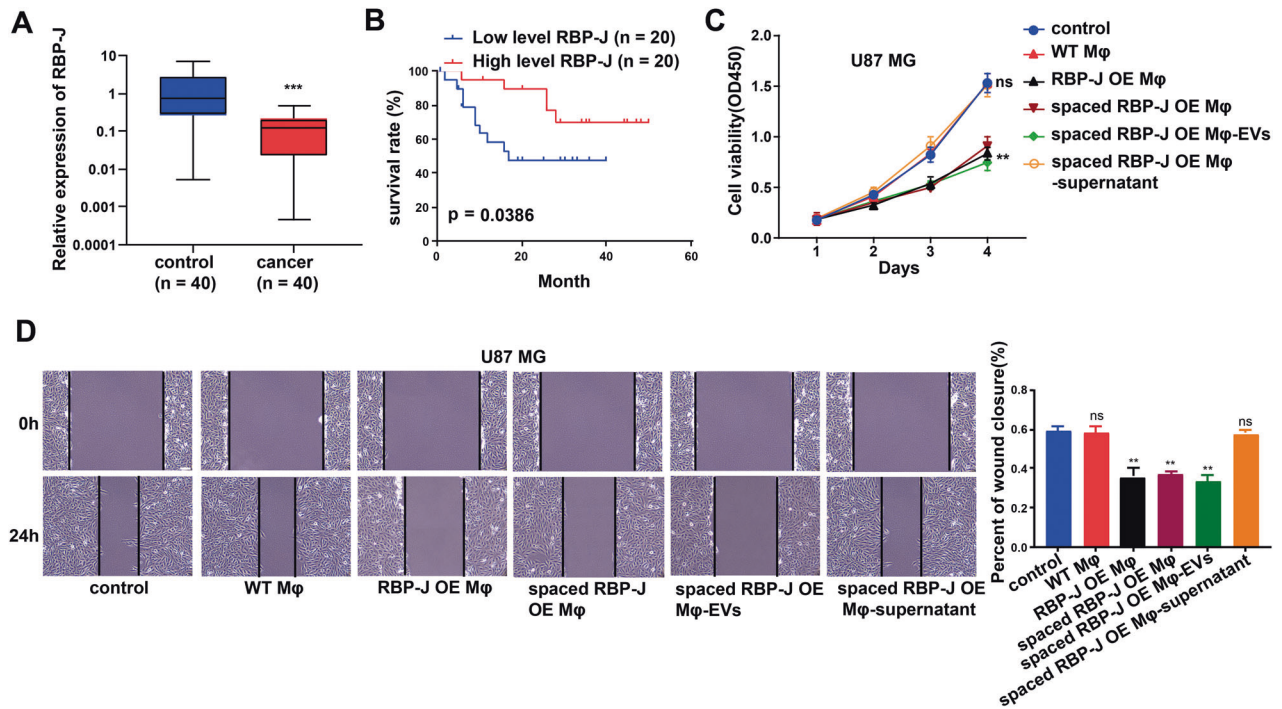 A
Relative expression of RBP-J
10
1
0.1
0.01
0.001
0.0001
***
control
(n = 40)
cancer
(n = 40)
B
Low level RBP-J (n = 20)
High level RBP-J (n = 20)
survival rate (%)
100
80
60
40
20
0
p = 0.0386
0
20
40
60
Month
C
U87 MG
Cell viability(OD450)
2.0
1.5
1.0
0.5
0.0
ns
**
1
2
3
4
Days
control
WT Mφ
RBP-J OE Mφ
spaced RBP-J OE Mφ
spaced RBP-J OE Mφ-EVs
spaced RBP-J OE Mφ
-supernatant
D
U87 MG
0h
24h
control
WT Mφ
RBP-J OE Mφ
spaced RBP-J
OE Mφ
spaced RBP-J OE
Mφ-EVs
spaced RBP-J OE
Mφ-supernatant
Percent of wound closure(%)
0.8
0.6
0.4
0.2
0.0
ns
**
**
**
ns
control
WT Mφ
RBP-J OE Mφ
spaced RBP-J OE Mφ
spaced RBP-J OE Mφ-EVs
spaced RBP-J OE Mφ-supernatant